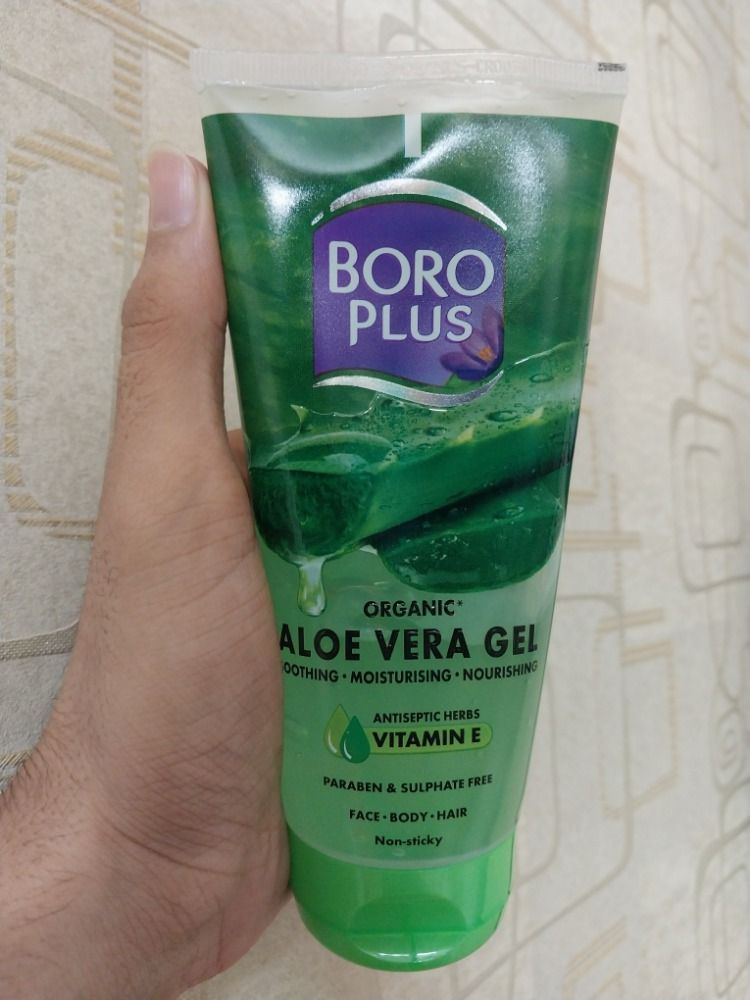 BORO
PLUS
ORGANIC*
ALOE VERA GEL
OOTHING • MOISTURISING • NOURISHING
ANTISEPTIC HERBS
VITAMIN E
PARABEN & SULPHATE FREE
FACE • BODY • HAIR
Non-sticky